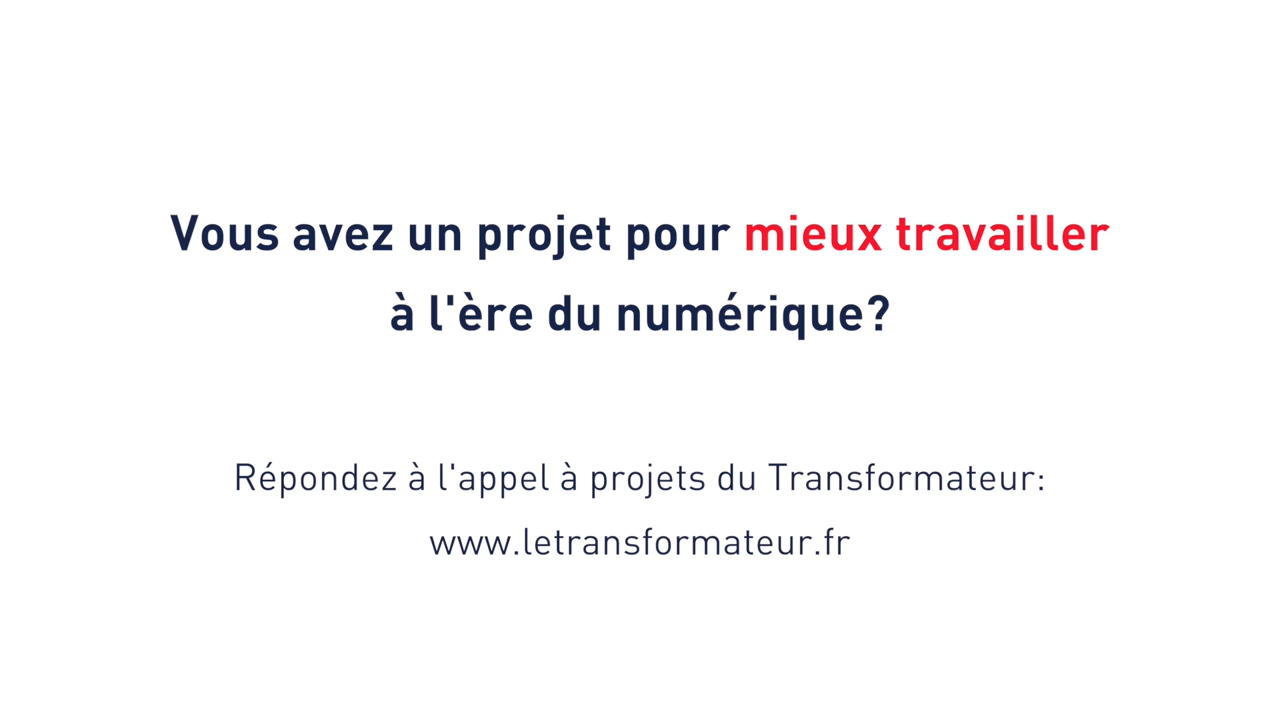 Vous avez un projet pour mieux travailler
à l'ère du numérique?
Répondez à l'appel à projets du Transformateur:
www.letransformateur.fr